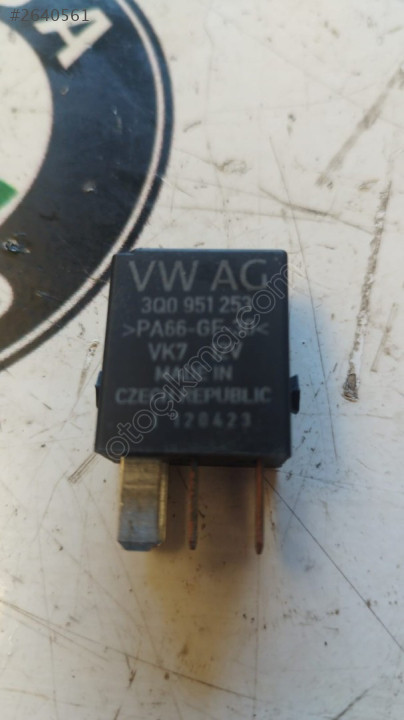 #2640561
A
VW AG
3Q0 951 253
>PA66-GF
VK7
MADE IN
CZECH REPUBLIC
120423